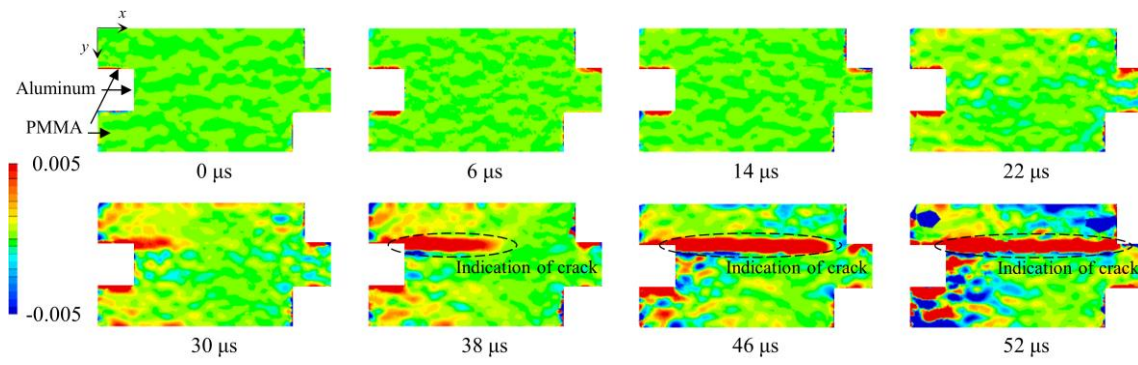 x
y
Aluminum
PMMA
0.005
-0.005
0 μs
6 μs
14 μs
22 μs
Indication of crack
Indication of crack
Indication of crack
30 μs
38 μs
46 μs
52 μs